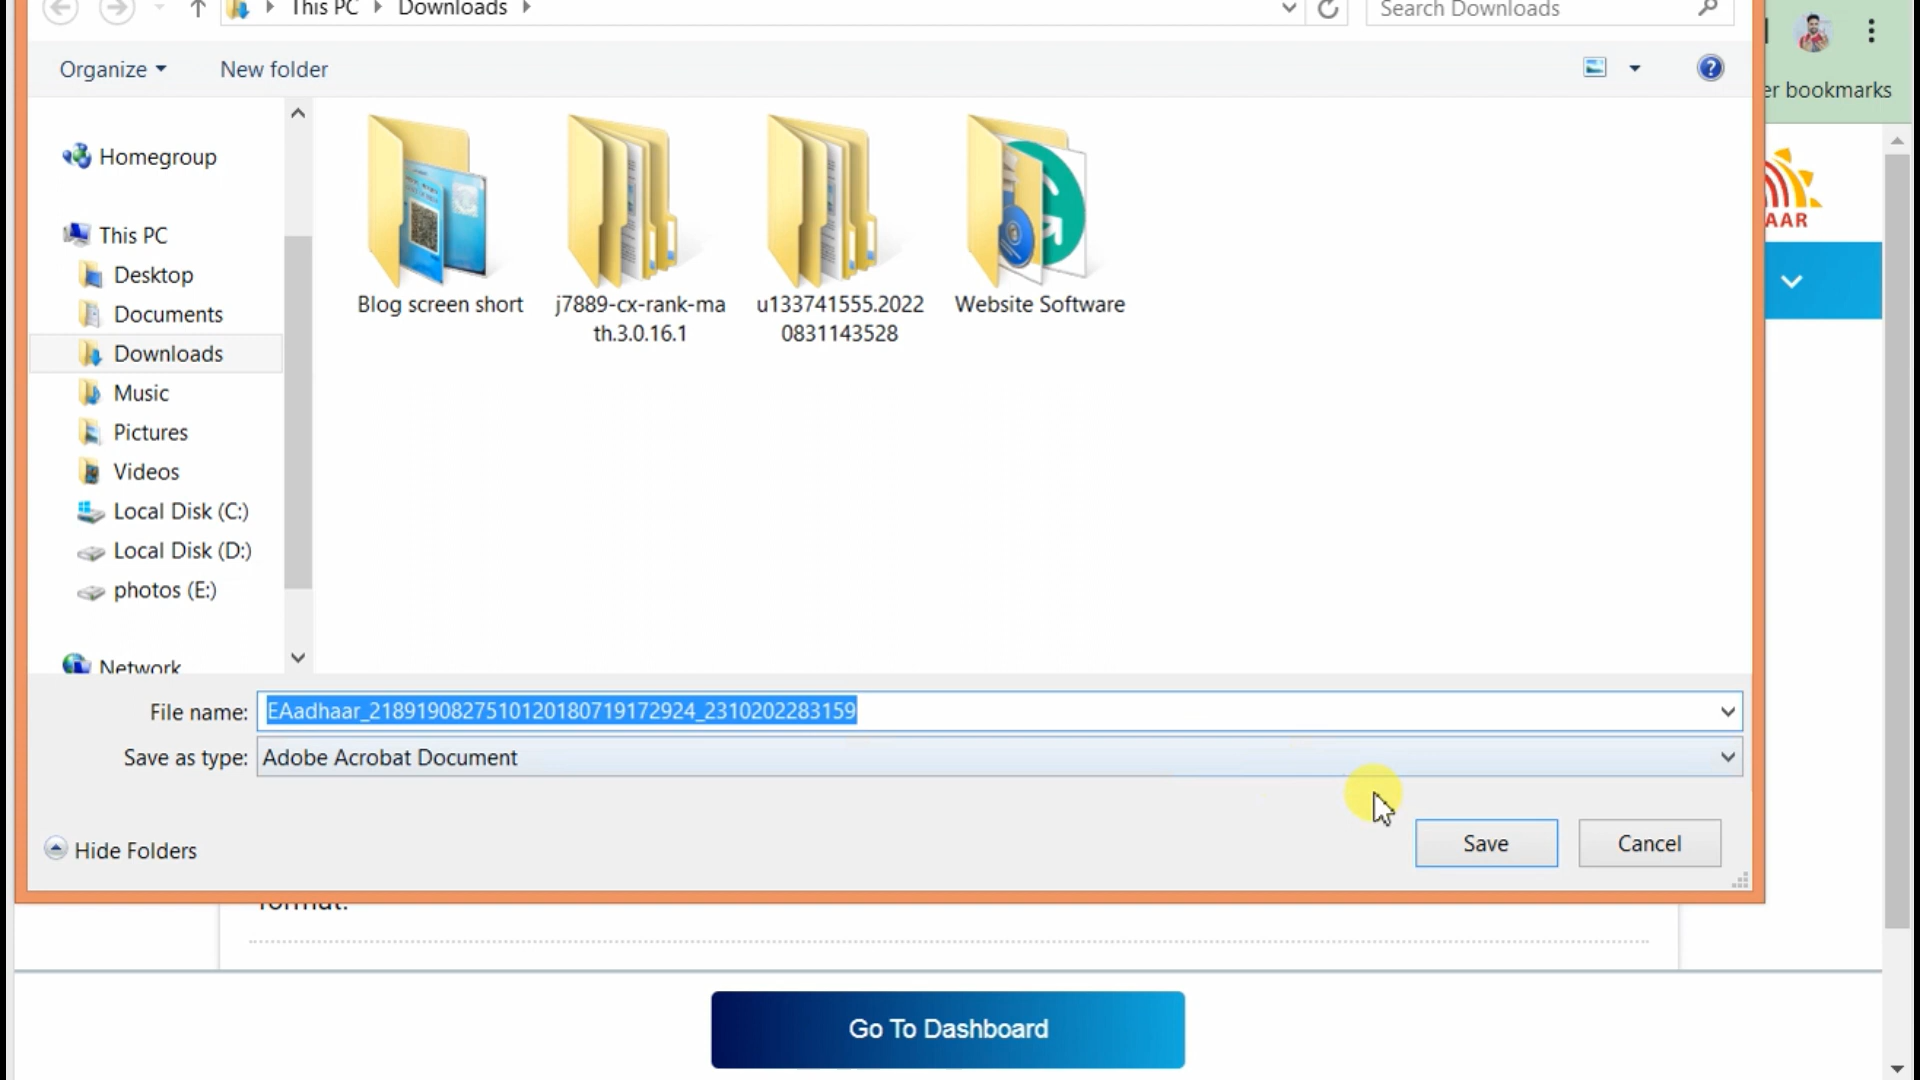 This PC
Downloads
Search Downloads
Organize
New folder
er bookmarks
Homegroup
This PC
Desktop
Documents
Downloads
Music
Pictures
Videos
Local Disk (C:)
Local Disk (D:)
photos (E:)
Network
Blog screen short
j7889-cx-rank-ma
th.3.0.16.1
u133741555.2022
0831143528
Website Software
AAR
File name: EAadhaar_2189190827510120180719172924_2310202283159
Save as type: Adobe Acrobat Document
Hide Folders
Save
Cancel
format.
Go To Dashboard